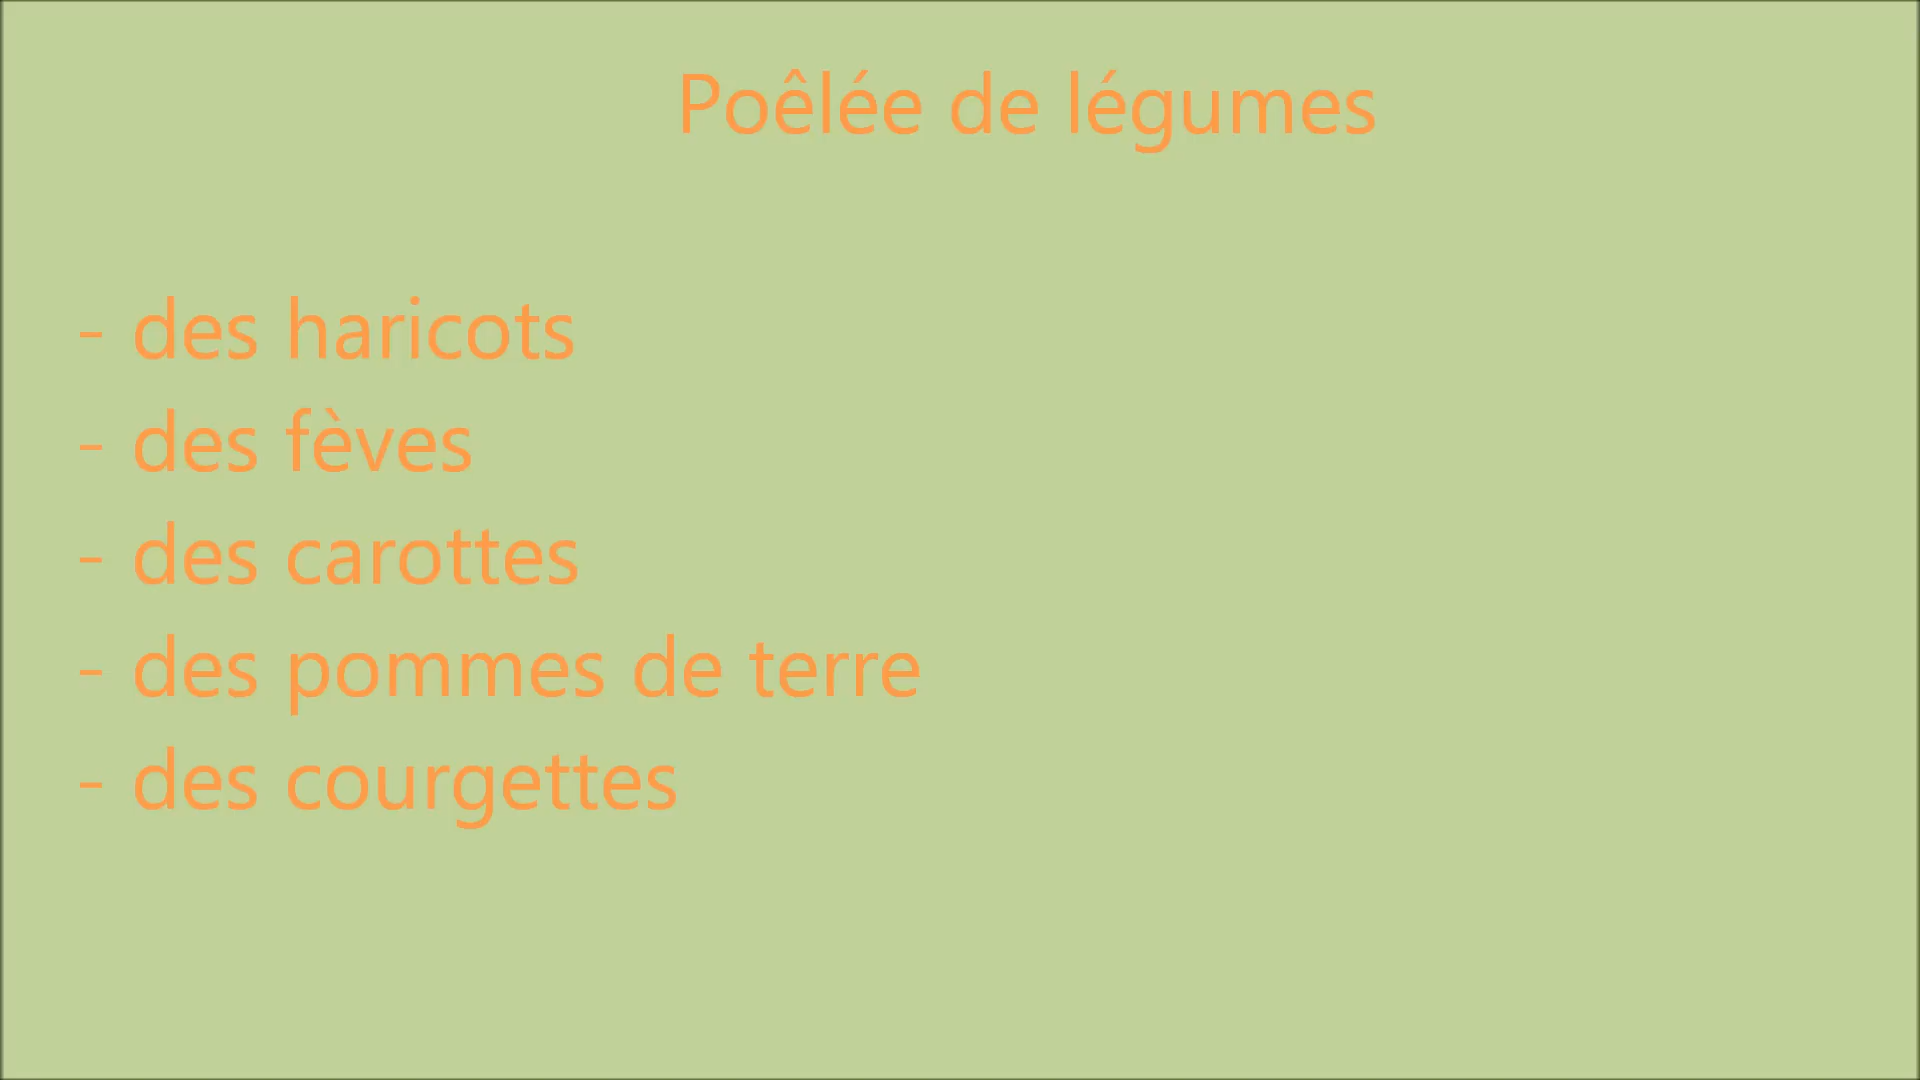 Poêlée de légumes
- des haricots
- des fèves
- des carottes
- des pommes de terre
- des courgettes